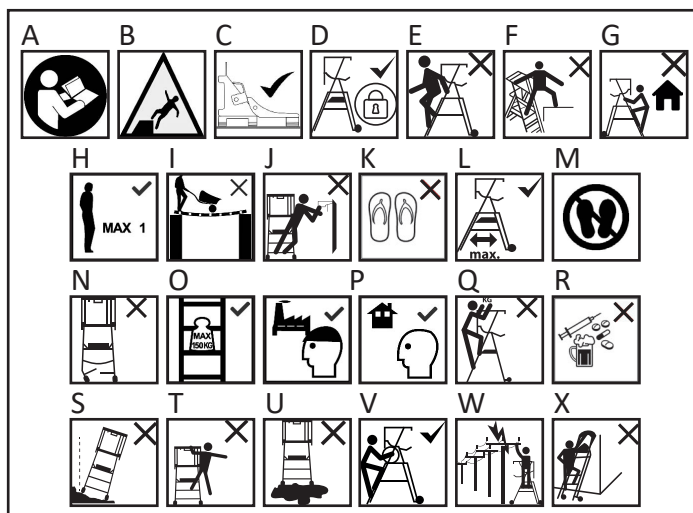 A B C D E F G
H I J K L M
MAX 1
max.
N O P Q R
MAX
150KG
KG
S T U V W X